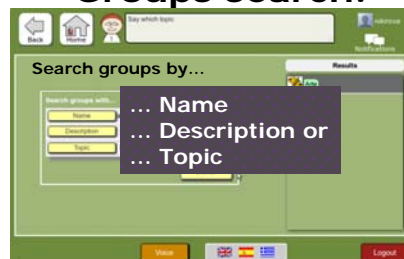 Groups search:
Say which topic
Back
Home
Notifications
Search groups by…
Results
Search groups with...
Name
Description
Topic
… Name
… Description or
… Topic
Voice
Logout